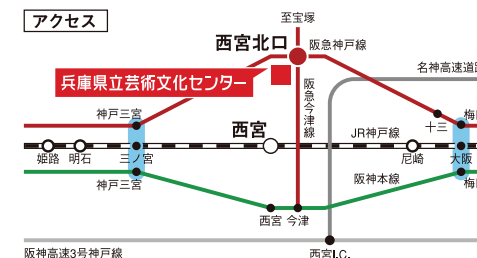 アクセス
至宝塚
西宮北口
阪急神戸線
名神高速道路
兵庫県立芸術文化センター
阪急今津線
神戸三宮
十三
梅
西宮
JR神戸線
姫路
明石
三ノ宮
尼崎
大阪
神戸三宮
阪神本線
梅
西宮
今津
阪神高速3号神戸線
西宮I.C.